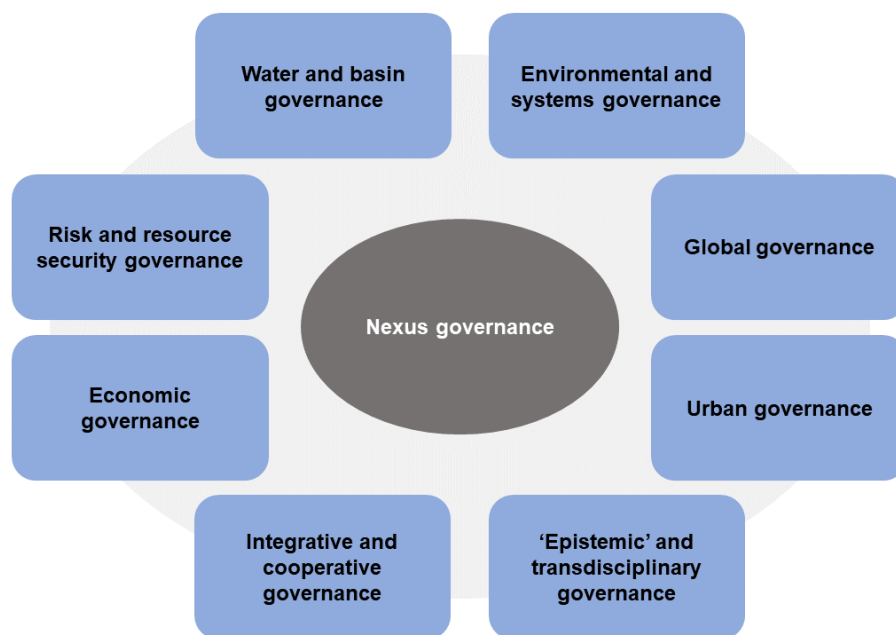 Water and basin
governance
Environmental and
systems governance
Risk and resource
security governance
Global governance
Nexus governance
Economic
governance
Urban governance
Integrative and
cooperative
governance
‘Epistemic’ and
transdisciplinary
governance